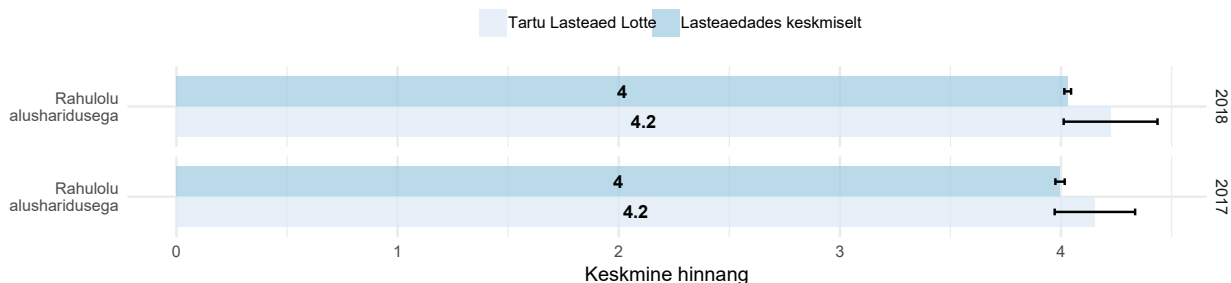 Tartu Lasteaed Lotte
Lasteaedades keskmiselt
Rahulolu
alusharidusega
4
4.2
2018
Rahulolu
alusharidusega
4
4.2
2017
0 1 2 3 4
Keskmine hinnang